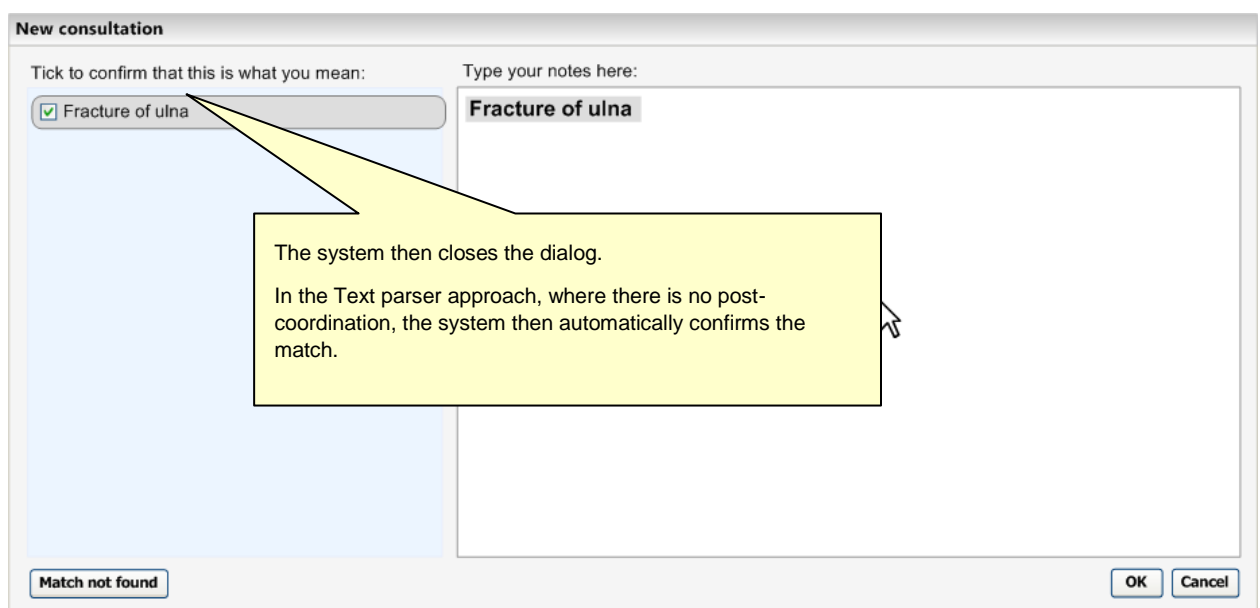 New consultation
Tick to confirm that this is what you mean:
Type your notes here:
Fracture of ulna
Fracture of ulna
The system then closes the dialog.
In the Text parser approach, where there is no post-
coordination, the system then automatically confirms the
match.
Match not found
OK
Cancel